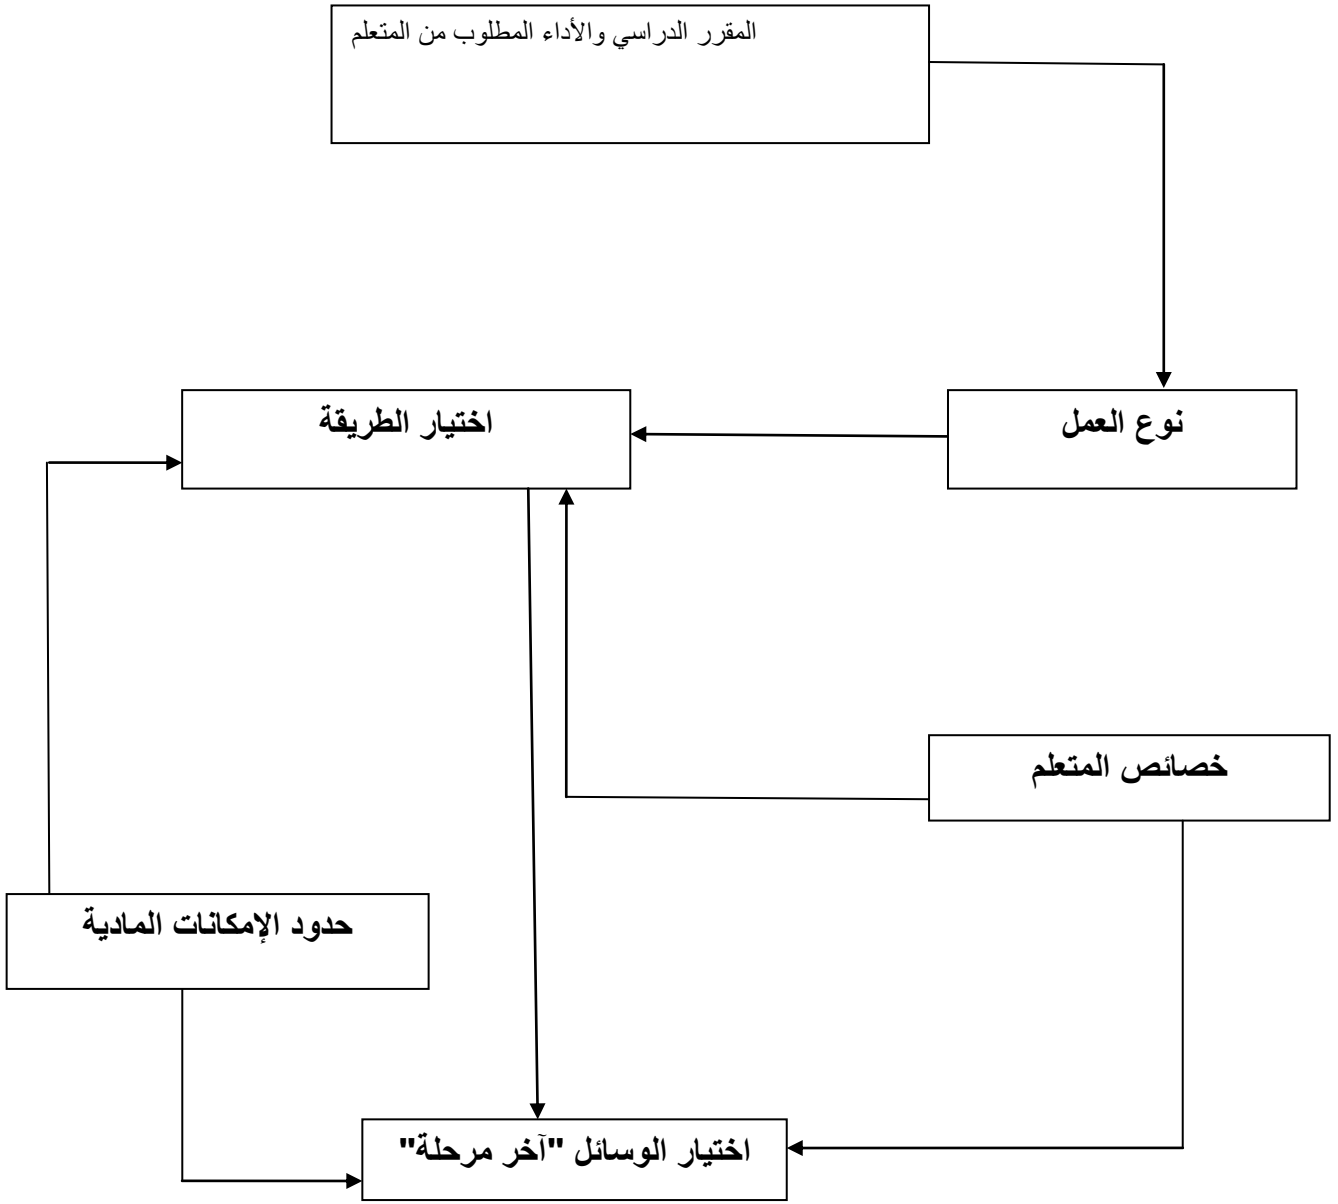 المقرر الدراسي والأداء المطلوب من المتعلم
نوع العمل
اختيار الطريقة
خصائص المتعلم
حدود الإمكانات المادية
اختيار الوسائل "آخر مرحلة"